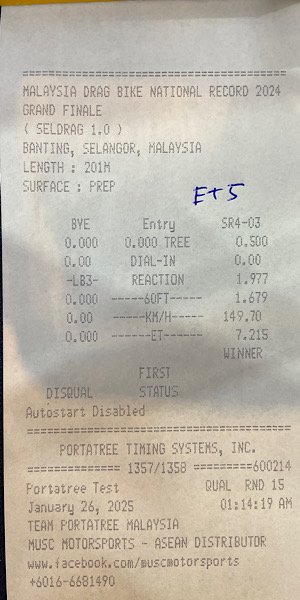 ==========================================
MALAYSIA DRAG BIKE NATIONAL RECORD 2024
GRAND FINALE
( SELDRAG 1.0 )
BANTING, SELANGOR, MALAYSIA
LENGTH : 201M
SURFACE : PREP
E+5
BYE Entry SR4-03
0.000 0.000 TREE 0.500
0.00 DIAL-IN 0.00
-LB3- REACTION 1.977
0.000 ------60FT------ 1.679
0.00 ------KM/H------ 149.70
0.000 -------ET------- 7.215
WINNER
FIRST
DISQUAL STATUS
Autostart Disabled
==========================================
PORTATREE TIMING SYSTEMS, INC.
============== 1357/1358 =========600214
Portatree Test QUAL RND 15
January 26, 2025 01:14:19 AM
TEAM PORTATREE MALAYSIA
MUSC MOTORSPORTS - ASEAN DISTRIBUTOR
www.facebook.com/muscmotorsports
+6016-6681490